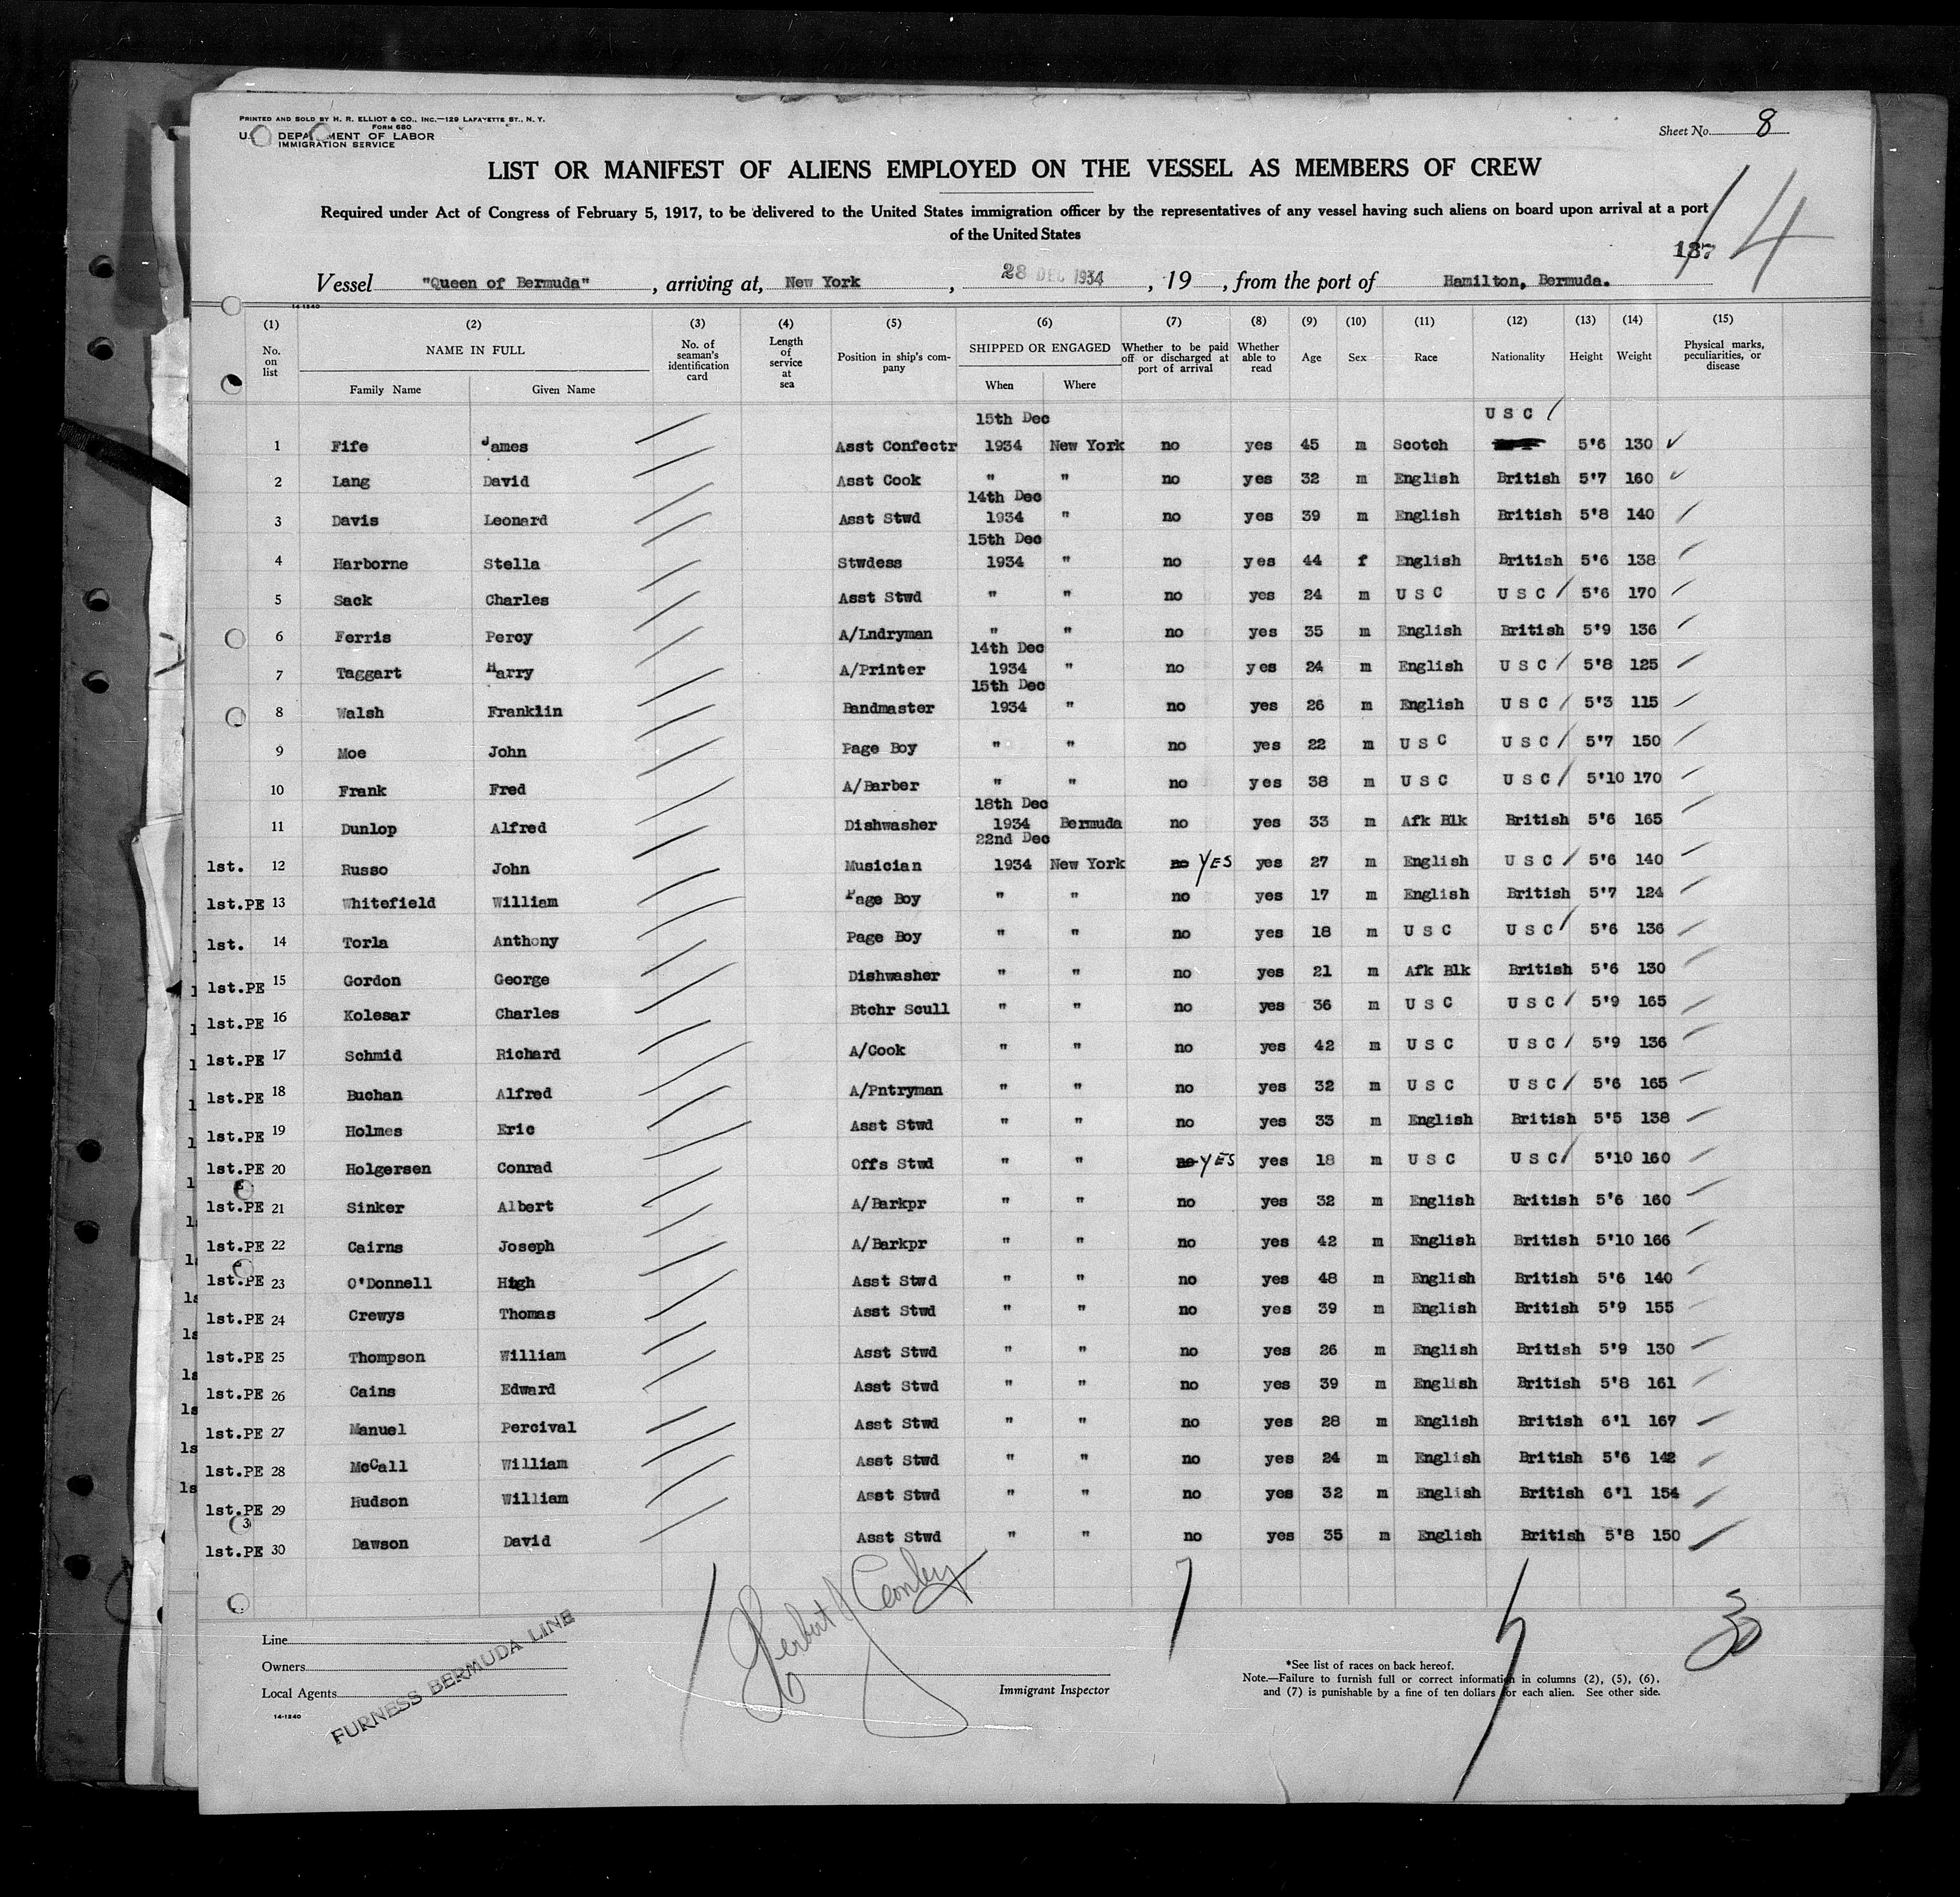 PRINTED AND SOLD BY H. R. ELLIOT & CO., INC.—129 LAFAYETTE ST., N. Y.
FORM 680
U. DEPA MENT OF LABOR
IMMIGRATION SERVICE
Sheet No. 8
LIST OR MANIFEST OF ALIENS EMPLOYED ON THE VESSEL AS MEMBERS OF CREW
Required under Act of Congress of February 5, 1917, to be delivered to the United States immigration officer by the representatives of any vessel having such aliens on board upon arrival at a port
of the United States
14
187
Vessel "Queen of Bermuda", arriving at, New York, 28 DEC 1934, 19 , from the port of Hamilton, Bermuda.
14-1240
(1) (2) (3) (4) (5) (6) (7) (8) (9) (10) (11) (12) (13) (14) (15)
No. on list NAME IN FULL Family Name Given Name No. of seaman's identification card Length of service at sea Position in ship's company SHIPPED OR ENGAGED When Where Whether to be paid off or discharged at port of arrival Whether able to read Age Sex Race Nationality Height Weight Physical marks, peculiarities, or disease
15th Dec U S C
1 Fife James Asst Confectr 1934 New York no yes 45 m Scotch 5'6 130
2 Lang David Asst Cook " " no yes 32 m English British 5'7 160
14th Dec
3 Davis Leonard Asst Stwd 1934 " no yes 39 m English British 5'8 140
15th Dec
4 Harborne Stella Stwdess 1934 " no yes 44 f English British 5'6 138
5 Sack Charles Asst Stwd " " no yes 24 m U S C U S C 5'6 170
6 Ferris Percy A/Lndryman " " no yes 35 m English British 5'9 136
14th Dec
7 Taggart Harry A/Printer 1934 " no yes 24 m English U S C 5'8 125
15th Dec
8 Walsh Franklin Bandmaster 1934 " no yes 26 m English U S C 5'3 115
9 Moe John Page Boy " " no yes 22 m U S C U S C 5'7 150
10 Frank Fred A/Barber " " no yes 38 m U S C U S C 5'10 170
18th Dec
11 Dunlop Alfred Dishwasher 1934 Bermuda no yes 33 m Afk Blk British 5'6 165
22nd Dec
1st. 12 Russo John Musician 1934 New York no YES yes 27 m English U S C 5'6 140
1st.PE 13 Whitefield William Page Boy " " no yes 17 m English British 5'7 124
1st. 14 Torla Anthony Page Boy " " no yes 18 m U S C U S C 5'6 136
1st.PE 15 Gordon George Dishwasher " " no yes 21 m Afk Blk British 5'6 130
1st.PE 16 Kolesar Charles Btchr Scull " " no yes 36 m U S C U S C 5'9 165
1st.PE 17 Schmid Richard A/Cook " " no yes 42 m U S C U S C 5'9 136
1st.PE 18 Buchan Alfred A/Pntryman " " no yes 32 m U S C U S C 5'6 165
1st.PE 19 Holmes Eric Asst Stwd " " no yes 33 m English British 5'5 138
1st.PE 20 Holgersen Conrad Offs Stwd " " no YES yes 18 m U S C U S C 5'10 160
1st.PE 21 Sinker Albert A/Barkpr " " no yes 32 m English British 5'6 160
1st.PE 22 Cairns Joseph A/Barkpr " " no yes 42 m English British 5'10 166
1st.PE 23 O'Donnell High Asst Stwd " " no yes 48 m English British 5'6 140
1st.PE 24 Crewys Thomas Asst Stwd " " no yes 39 m English British 5'9 155
1st.PE 25 Thompson William Asst Stwd " " no yes 26 m English British 5'9 130
1st.PE 26 Cains Edward Asst Stwd " " no yes 39 m English British 5'8 161
1st.PE 27 Manuel Percival Asst Stwd " " no yes 28 m English British 6'1 167
1st.PE 28 McCall William Asst Stwd " " no yes 24 m English British 5'6 142
1st.PE 29 Hudson William Asst Stwd " " no yes 32 m English British 6'1 154
1st.PE 30 Dawson David Asst Stwd " " no yes 35 m English British 5'8 150
30
Line
Owners
Local Agents
FURNESS BERMUDA LINE
14-1240
Herbert
Immigrant Inspector
*See list of races on back hereof.
Note.—Failure to furnish full or correct information in columns (2), (5), (6),
and (7) is punishable by a fine of ten dollars for each alien. See other side.